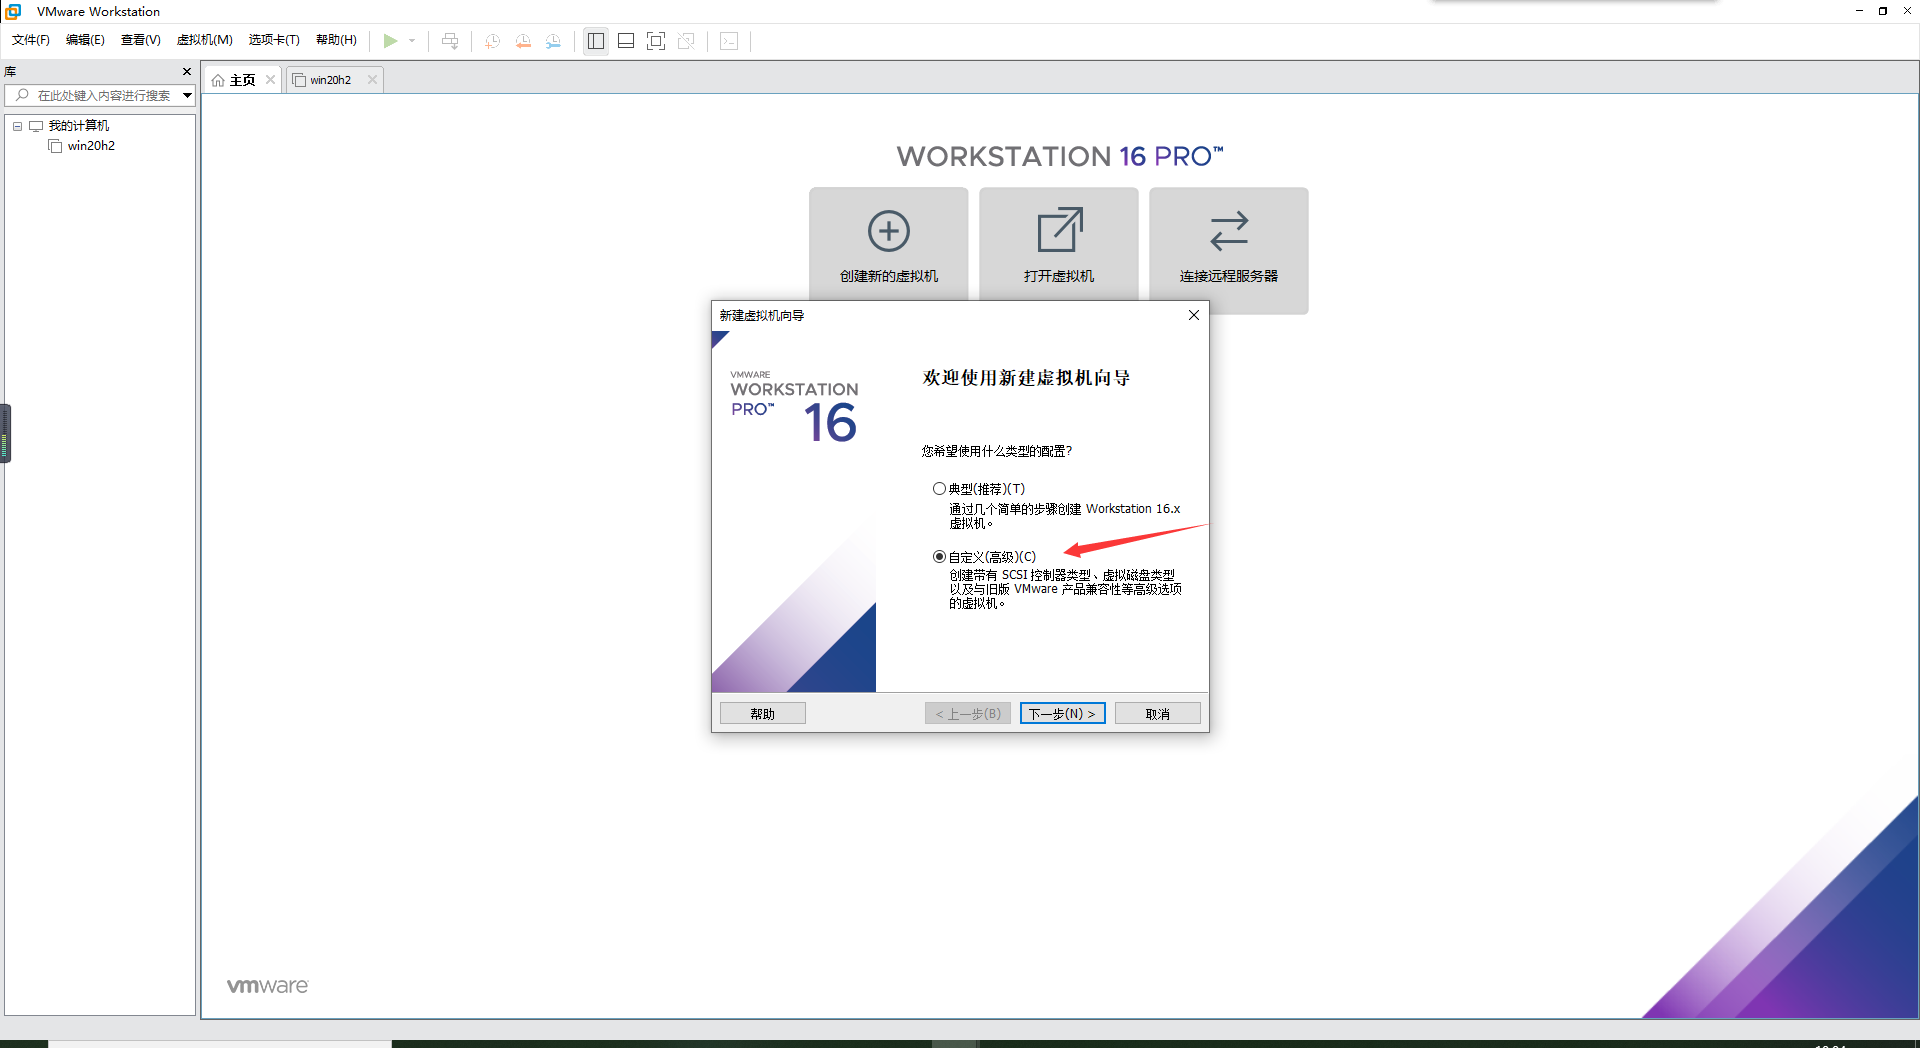 VMware Workstation
文件(F) 编辑(E) 查看(V) 虚拟机(M) 选项卡(T) 帮助(H)
库
在此处键入内容进行搜索
我的计算机
win20h2
主页
win20h2
WORKSTATION 16 PRO™
创建新的虚拟机
打开虚拟机
连接远程服务器
新建虚拟机向导
VMWARE
WORKSTATION
PRO™ 16
欢迎使用新建虚拟机向导
您希望使用什么类型的配置?
典型(推荐)(T)
通过几个简单的步骤创建 Workstation 16.x
虚拟机。
自定义(高级)(C)
创建带有 SCSI 控制器类型、虚拟磁盘类型
以及与旧版 VMware 产品兼容性等高级选项
的虚拟机。
帮助
< 上一步(B)
下一步(N) >
取消
vmware